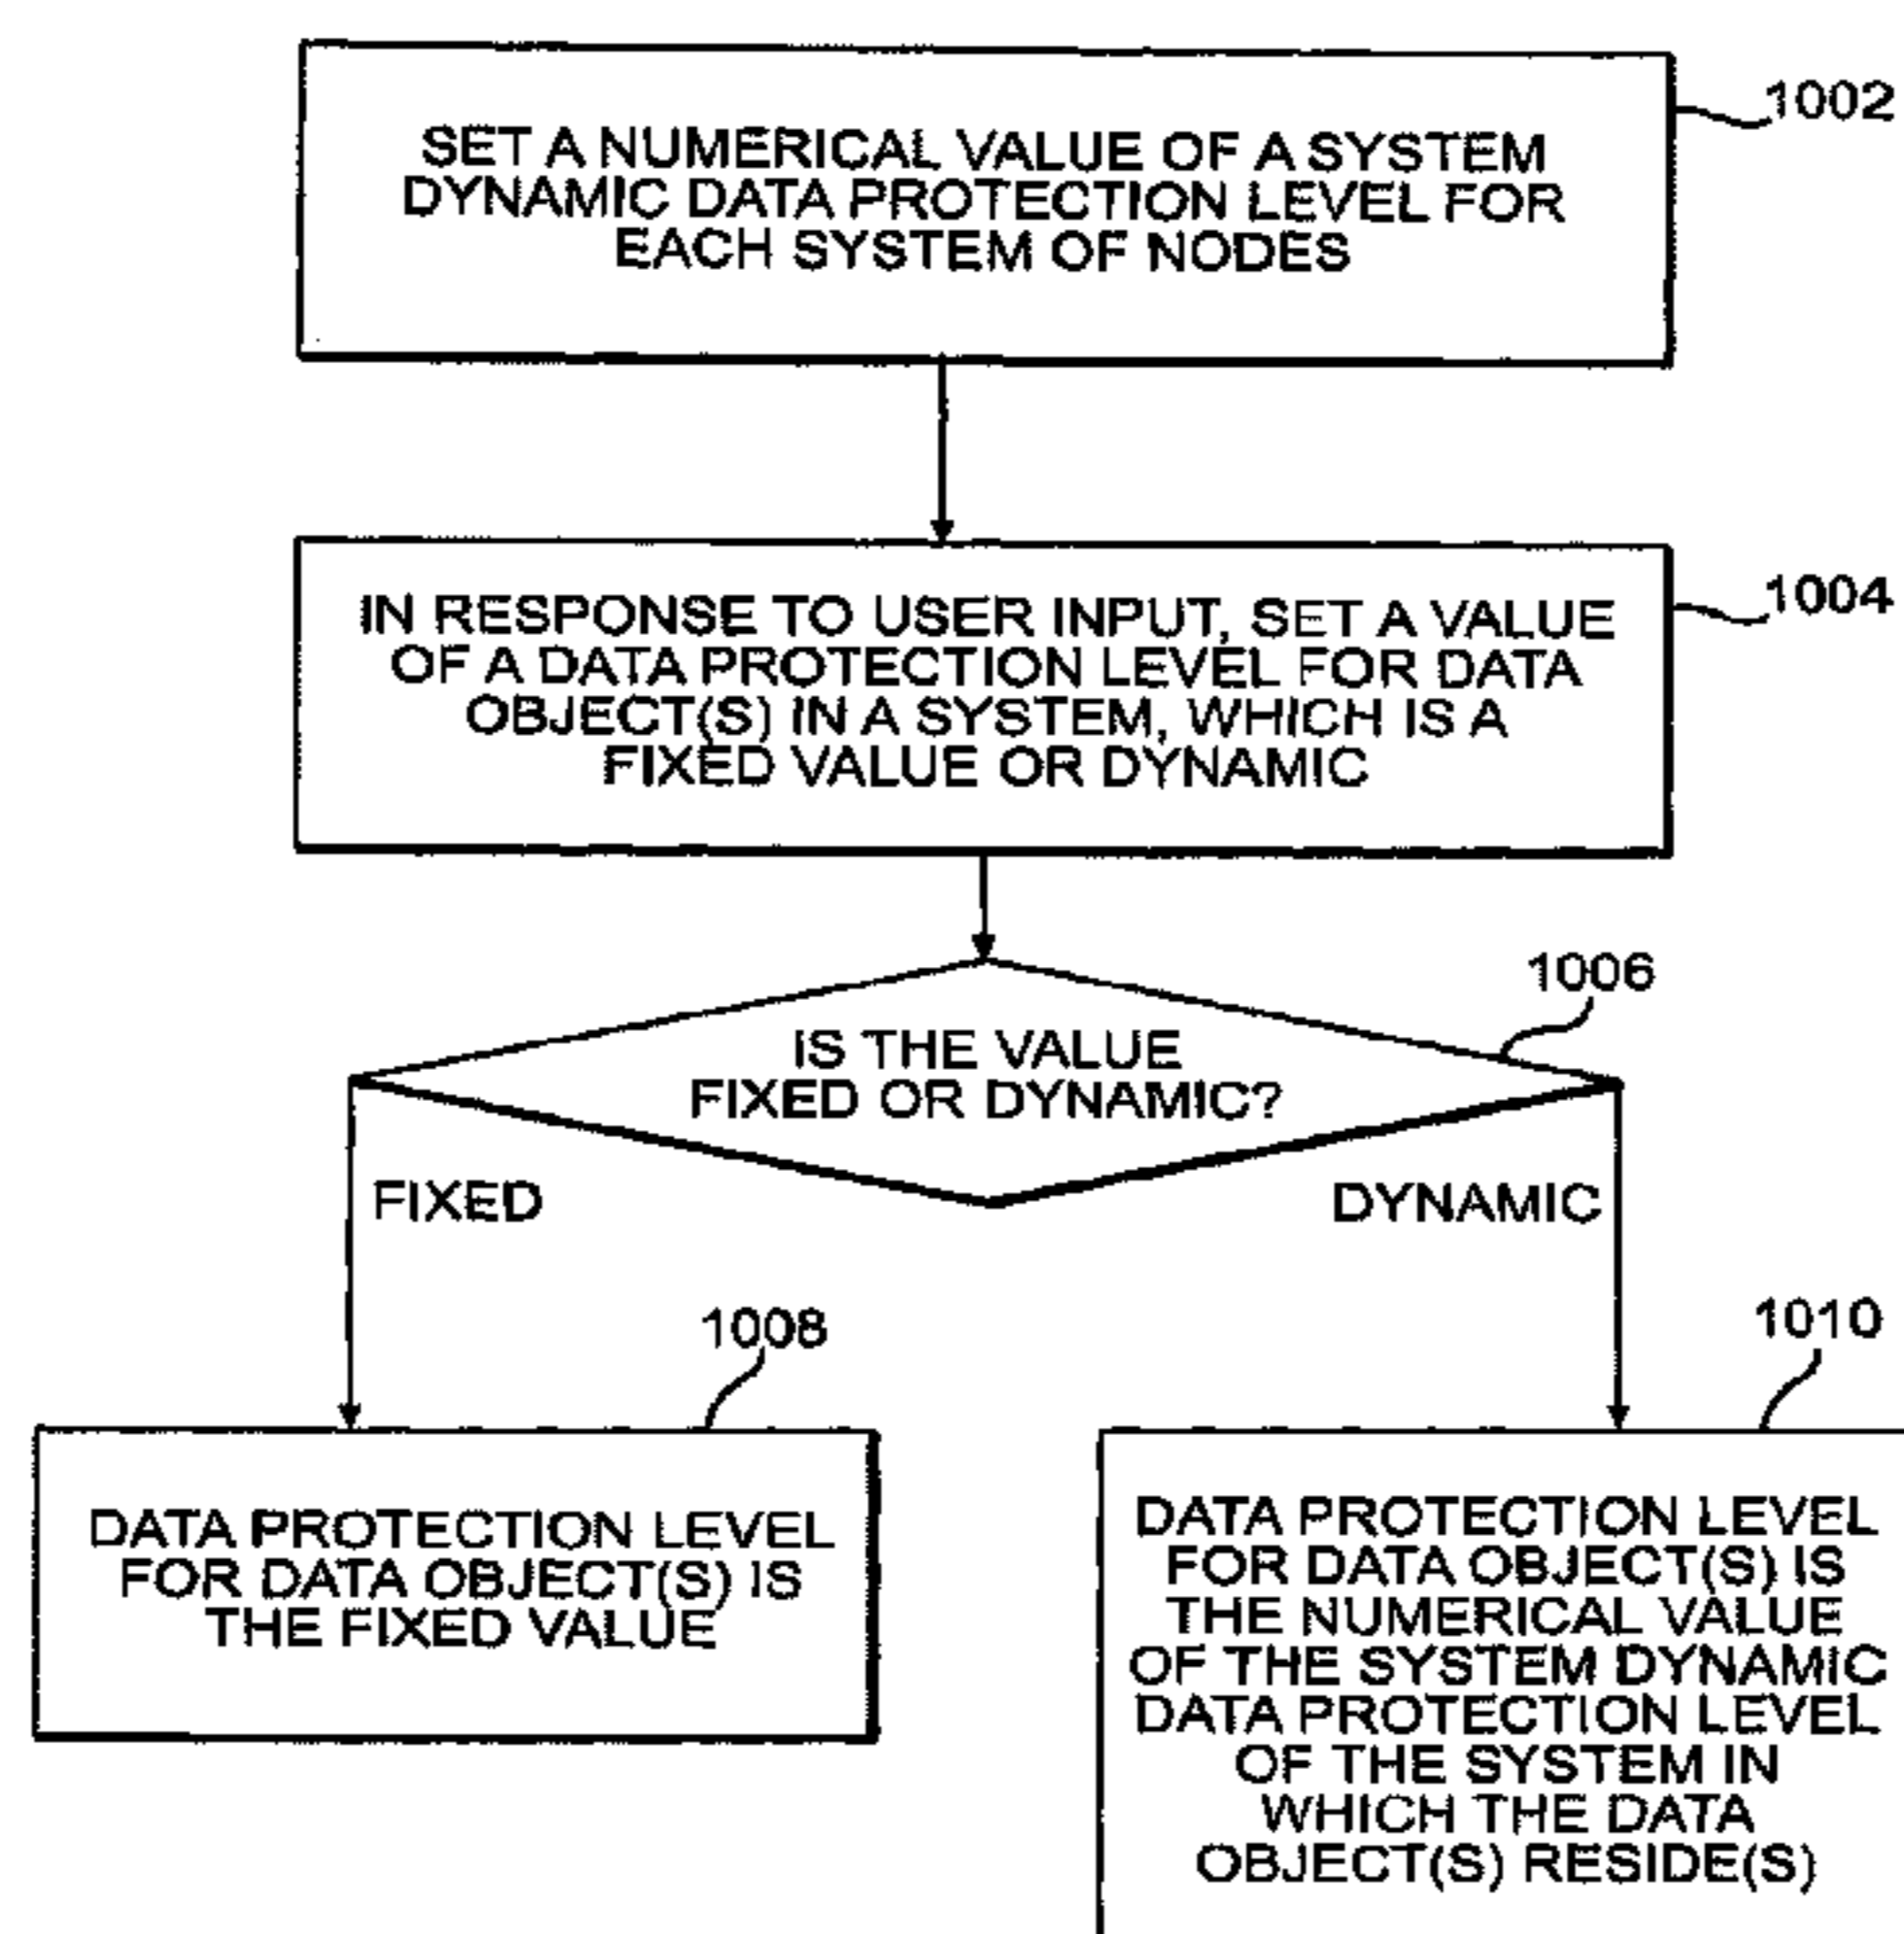 SET A NUMERICAL VALUE OF A SYSTEM
DYNAMIC DATA PROTECTION LEVEL FOR
EACH SYSTEM OF NODES
1002
IN RESPONSE TO USER INPUT, SET A VALUE
OF A DATA PROTECTION LEVEL FOR DATA
OBJECT(S) IN A SYSTEM, WHICH IS A
FIXED VALUE OR DYNAMIC
1004
1006
IS THE VALUE
FIXED OR DYNAMIC?
FIXED
DYNAMIC
1008
1010
DATA PROTECTION LEVEL
FOR DATA OBJECT(S) IS
THE FIXED VALUE
DATA PROTECTION LEVEL
FOR DATA OBJECT(S) IS
THE NUMERICAL VALUE
OF THE SYSTEM DYNAMIC
DATA PROTECTION LEVEL
OF THE SYSTEM IN
WHICH THE DATA
OBJECT(S) RESIDE(S)